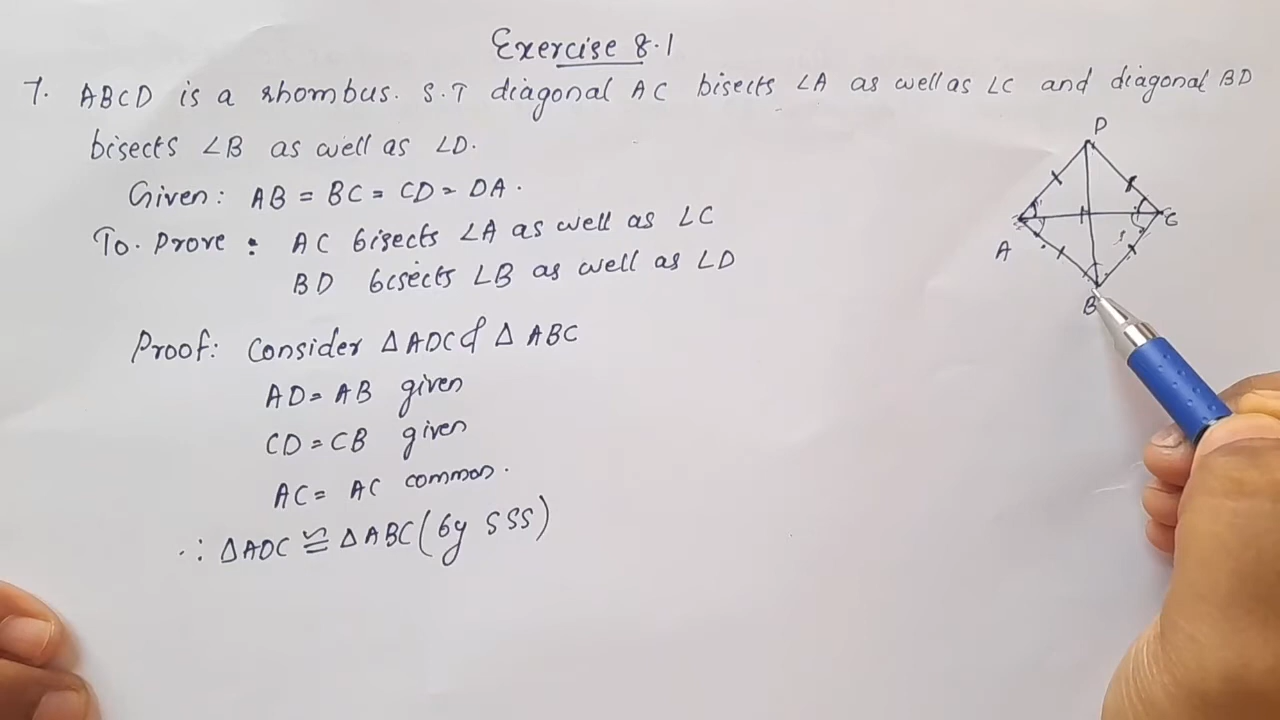 Exercise 8.1
7. ABCD is a rhombus. S.T diagonal AC bisects ∠A as well as ∠C and diagonal BD
bisects ∠B as well as ∠D.
Given: AB = BC = CD = DA.
To. Prove : AC bisects ∠A as well as ∠C
BD bisects ∠B as well as ∠D
Proof: Consider △ADC & △ABC
AD = AB given
CD = CB given
AC = AC common.
∴ △ADC ≅ △ABC (by SSS)
D
A
C
B